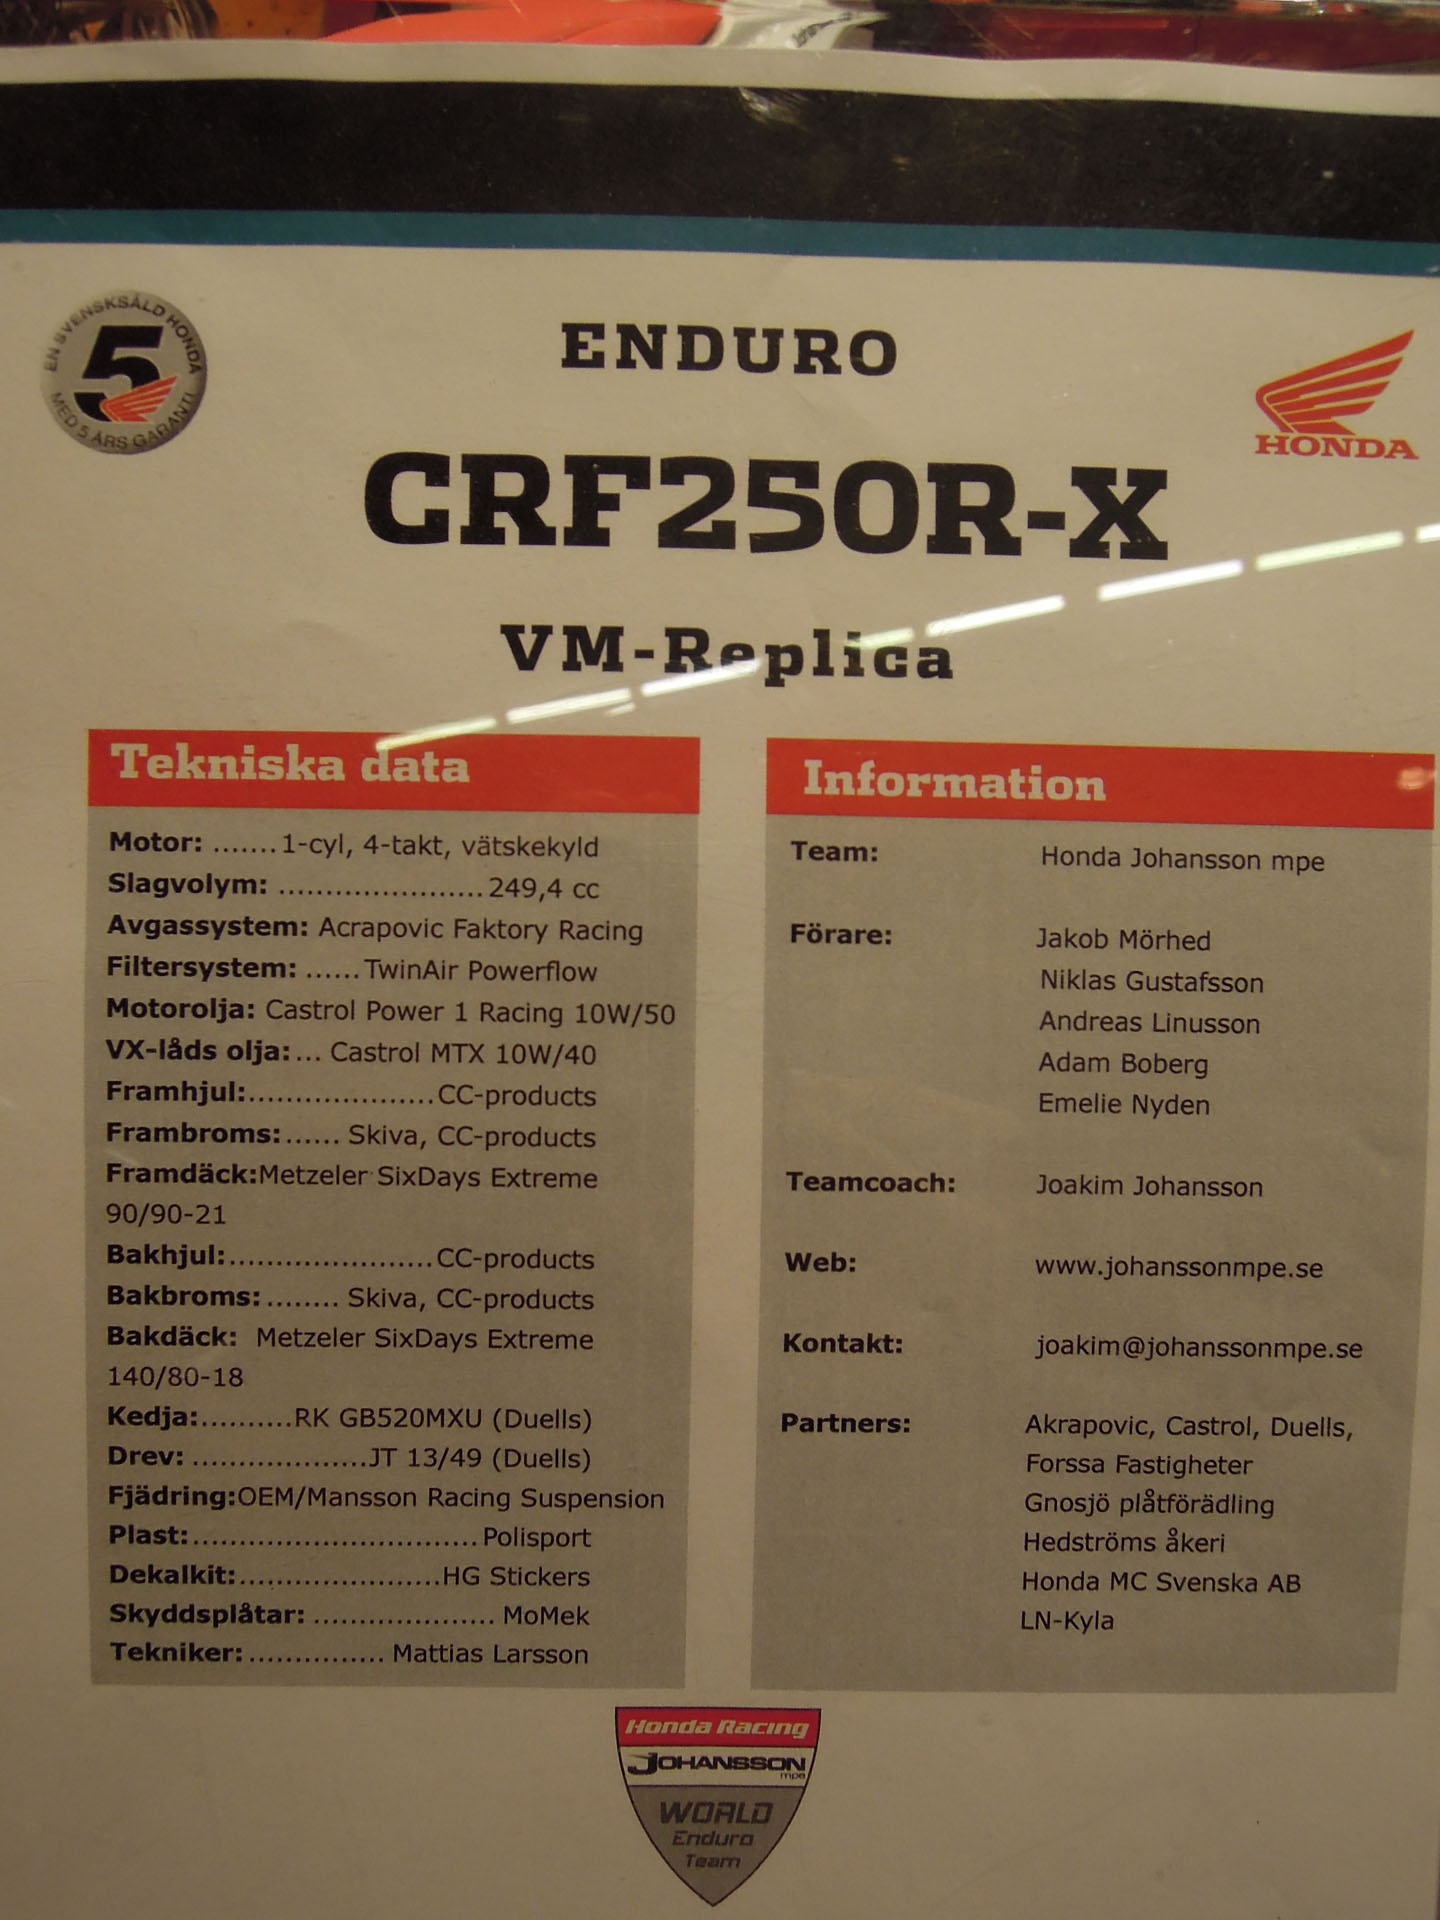 EN SVENSKSÅLD HONDA
5
MED 5 ÅRS GARANTI
HONDA
ENDURO
CRF250R-X
VM-Replica
Tekniska data
Motor: .......1-cyl, 4-takt, vätskekyld
Slagvolym: ......................249,4 cc
Avgassystem: Acrapovic Faktory Racing
Filtersystem: ......TwinAir Powerflow
Motorolja: Castrol Power 1 Racing 10W/50
VX-låds olja:... Castrol MTX 10W/40
Framhjul:....................CC-products
Frambroms:...... Skiva, CC-products
Framdäck:Metzeler SixDays Extreme
90/90-21
Bakhjul:......................CC-products
Bakbroms:........ Skiva, CC-products
Bakdäck: Metzeler SixDays Extreme
140/80-18
Kedja:..........RK GB520MXU (Duells)
Drev: ...................JT 13/49 (Duells)
Fjädring:OEM/Mansson Racing Suspension
Plast:...............................Polisport
Dekalkit:......................HG Stickers
Skyddsplåtar: .................... MoMek
Tekniker:............... Mattias Larsson
Information
Team: Honda Johansson mpe
Förare: Jakob Mörhed
Niklas Gustafsson
Andreas Linusson
Adam Boberg
Emelie Nyden
Teamcoach: Joakim Johansson
Web: www.johanssonmpe.se
Kontakt: joakim@johanssonmpe.se
Partners: Akrapovic, Castrol, Duells,
Forssa Fastigheter
Gnosjö plåtförädling
Hedströms åkeri
Honda MC Svenska AB
LN-Kyla
Honda Racing
JOHANSSON
mpe
WORLD
Enduro
Team